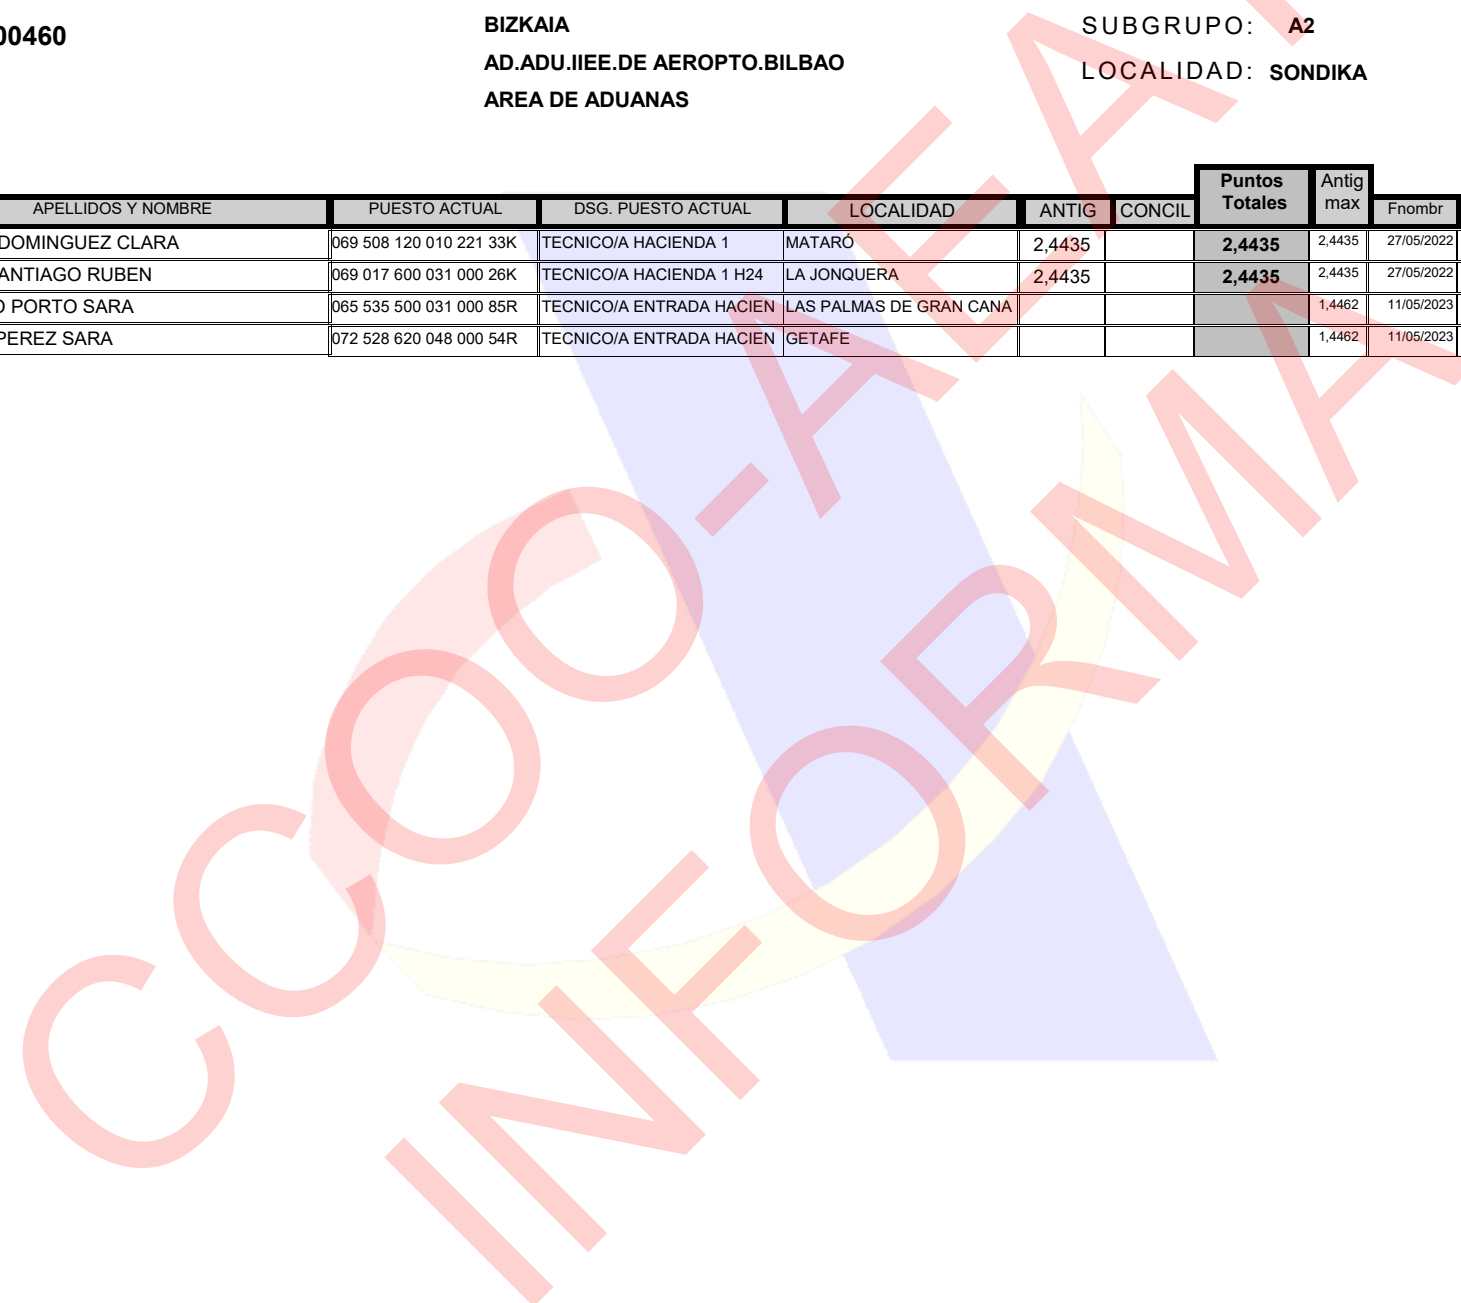 00460 BIZKAIA SUBGRUPO: A2
AD.ADU.IIEE.DE AEROPTO.BILBAO LOCALIDAD: SONDIKA
AREA DE ADUANAS
APELLIDOS Y NOMBRE PUESTO ACTUAL DSG. PUESTO ACTUAL LOCALIDAD ANTIG CONCIL Puntos Totales Antig max Fnombr
DOMINGUEZ CLARA 069 508 120 010 221 33K TECNICO/A HACIENDA 1 MATARÓ 2,4435 2,4435 2,4435 27/05/2022
ANTIAGO RUBEN 069 017 600 031 000 26K TECNICO/A HACIENDA 1 H24 LA JONQUERA 2,4435 2,4435 2,4435 27/05/2022
O PORTO SARA 065 535 500 031 000 85R TECNICO/A ENTRADA HACIEN LAS PALMAS DE GRAN CANA 1,4462 11/05/2023
PEREZ SARA 072 528 620 048 000 54R TECNICO/A ENTRADA HACIEN GETAFE 1,4462 11/05/2023
CCOO-AEA
INFORMA